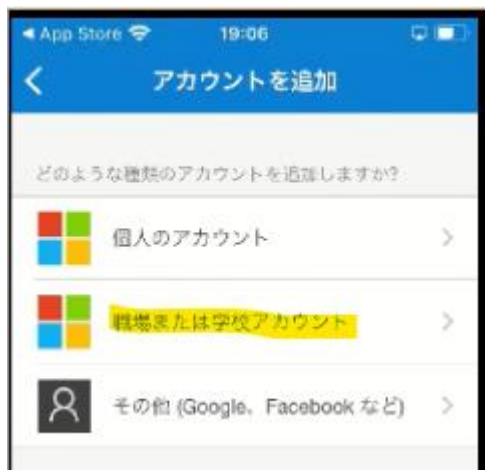 App Store 19:06
アカウントを追加
どのような種類のアカウントを追加しますか?
個人のアカウント
職場または学校アカウント
その他 (Google、Facebook など)